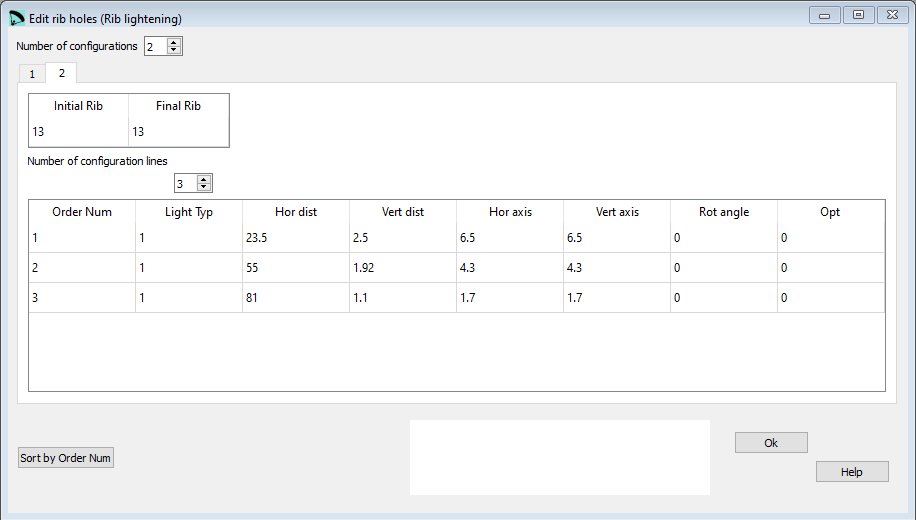 Edit rib holes (Rib lightening)
Number of configurations 2
1 2
Initial Rib Final Rib
13 13
Number of configuration lines
3
Order Num Light Typ Hor dist Vert dist Hor axis Vert axis Rot angle Opt
1 1 23.5 2.5 6.5 6.5 0 0
2 1 55 1.92 4.3 4.3 0 0
3 1 81 1.1 1.7 1.7 0 0
Ok
Sort by Order Num
Help